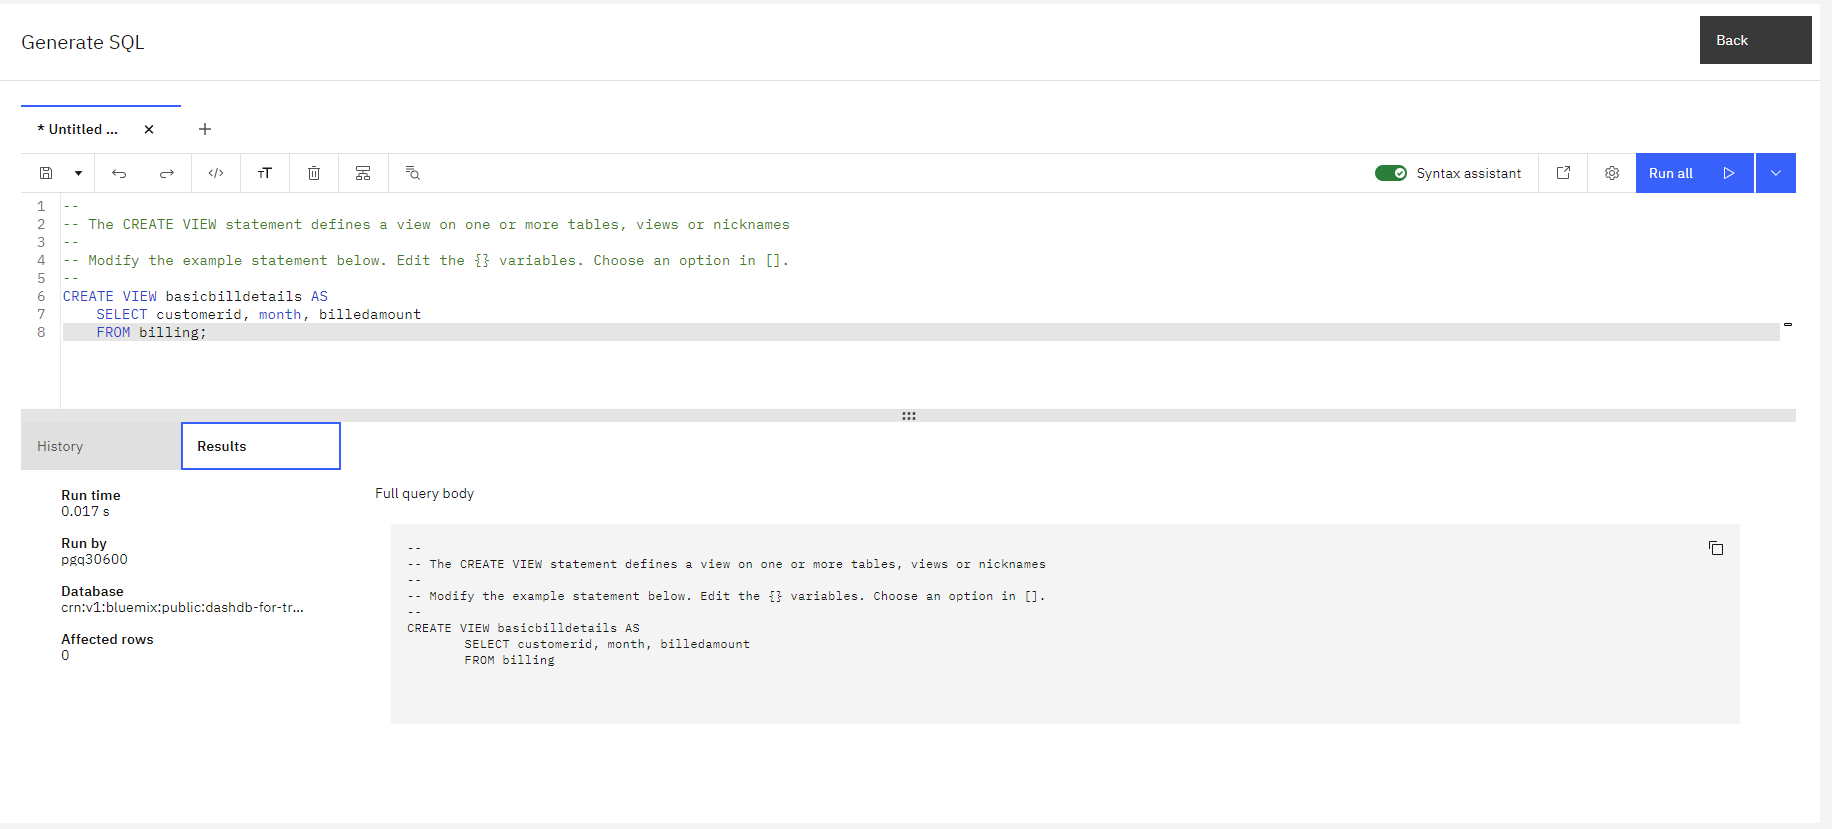 Generate SQL
Back
* Untitled ...
Syntax assistant
Run all
1 --
2 -- The CREATE VIEW statement defines a view on one or more tables, views or nicknames
3 --
4 -- Modify the example statement below. Edit the {} variables. Choose an option in [].
5 --
6 CREATE VIEW basicbilldetails AS
7 SELECT customerid, month, billedamount
8 FROM billing;
History
Results
Run time
0.017 s
Run by
pgq30600
Database
crn:v1:bluemix:public:dashdb-for-tr...
Affected rows
0
Full query body
--
-- The CREATE VIEW statement defines a view on one or more tables, views or nicknames
--
-- Modify the example statement below. Edit the {} variables. Choose an option in [].
--
CREATE VIEW basicbilldetails AS
SELECT customerid, month, billedamount
FROM billing